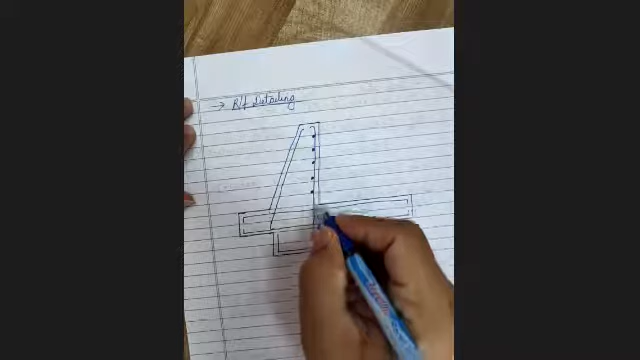 → R/f Detailing